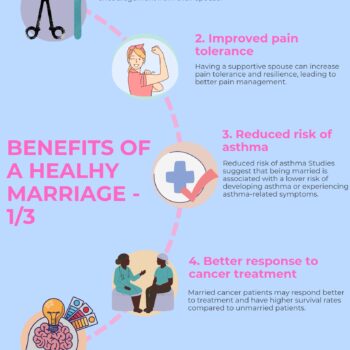 2. Improved pain
tolerance
Having a supportive spouse can increase
pain tolerance and resilience, leading to
better pain management.
BENEFITS OF
A HEALHY
MARRIAGE -
1/3
3. Reduced risk of
asthma
Reduced risk of asthma Studies
suggest that being married is
associated with a lower risk of
developing asthma or experiencing
asthma-related symptoms.
4. Better response to
cancer treatment
Married cancer patients may respond better
to treatment and have higher survival rates
compared to unmarried patients.